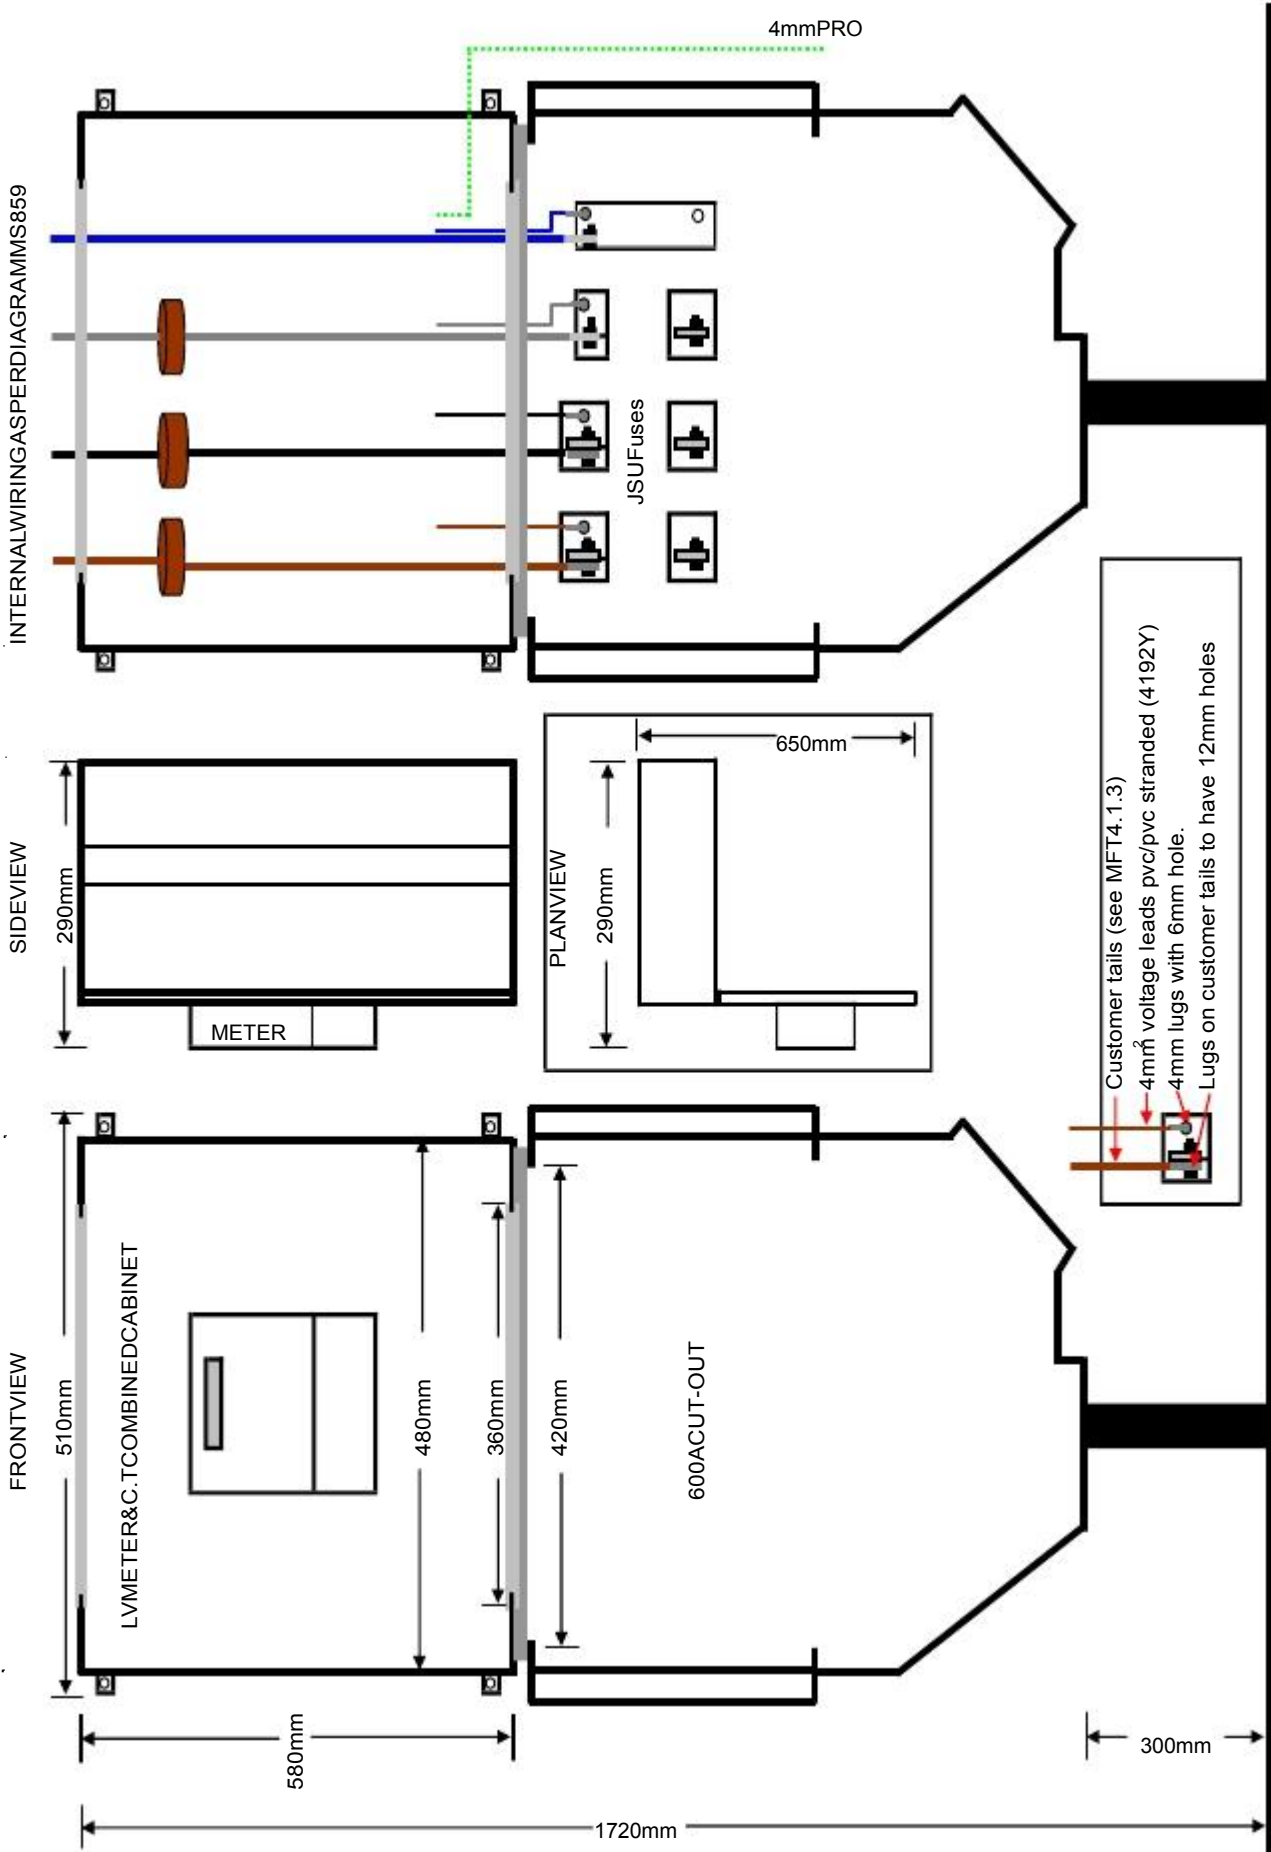 FRONTVIEW
SIDEVIEW
INTERNALWIRINGASPERDIAGRAMMS859
510mm
LVMETER&C.TCOMBINEDCABINET
480mm
360mm
420mm
600ACUT-OUT
580mm
1720mm
300mm
290mm
METER
PLANVIEW
290mm
650mm
4mmPRO
JSUFuses
Customer tails (see MFT4.1.3)
4mm² voltage leads pvc/pvc stranded (4192Y)
4mm lugs with 6mm hole.
Lugs on customer tails to have 12mm holes